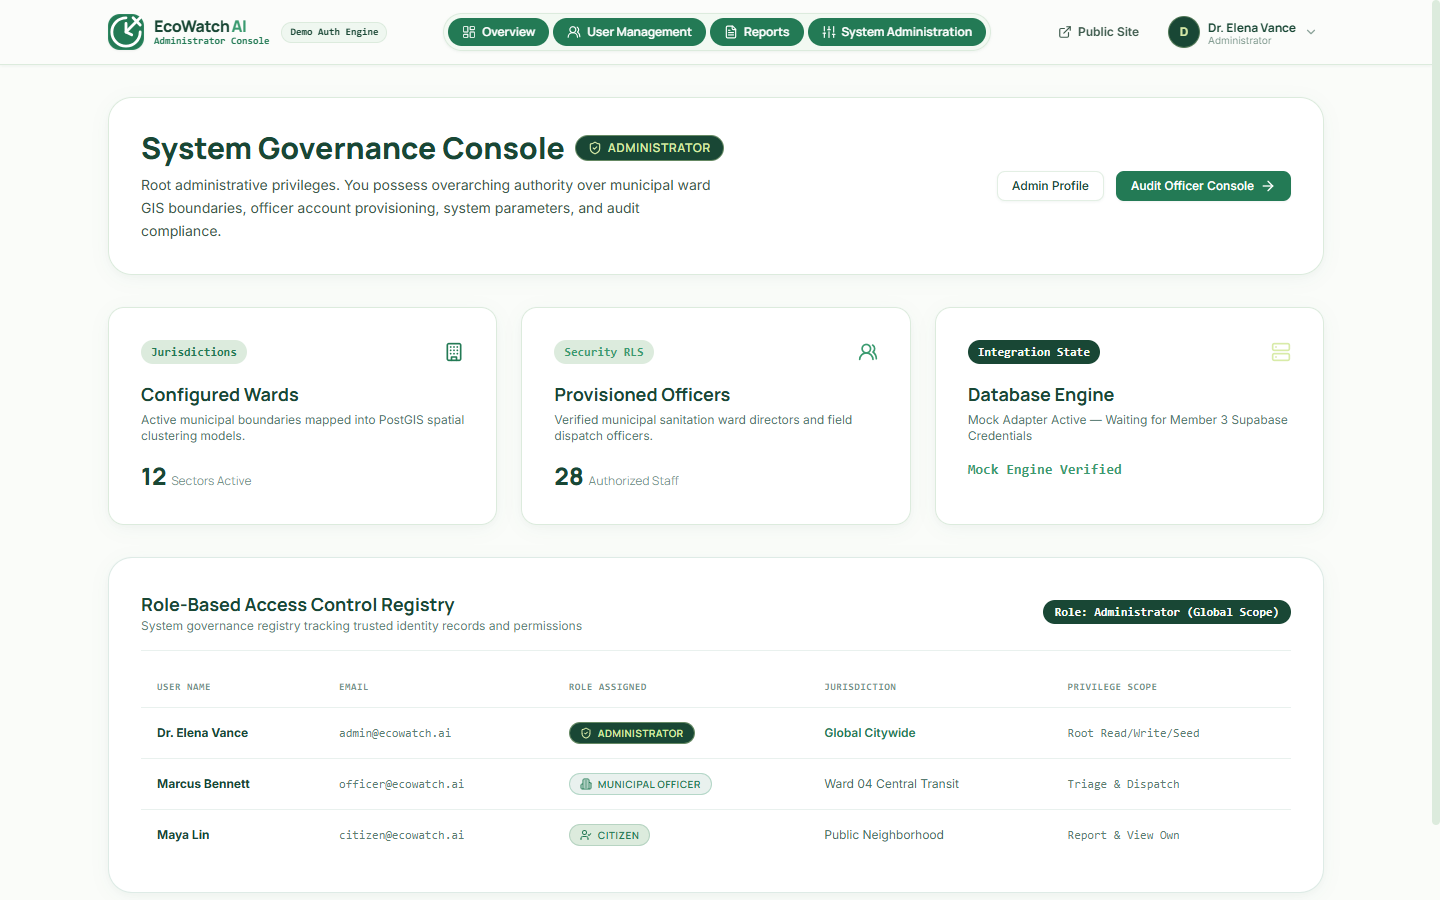 EcoWatch AI
Administrator Console
Demo Auth Engine
Overview
User Management
Reports
System Administration
Public Site
D
Dr. Elena Vance
Administrator
System Governance Console
ADMINISTRATOR
Root administrative privileges. You possess overarching authority over municipal ward
GIS boundaries, officer account provisioning, system parameters, and audit
compliance.
Admin Profile
Audit Officer Console
Jurisdictions
Configured Wards
Active municipal boundaries mapped into PostGIS spatial
clustering models.
12 Sectors Active
Security RLS
Provisioned Officers
Verified municipal sanitation ward directors and field
dispatch officers.
28 Authorized Staff
Integration State
Database Engine
Mock Adapter Active — Waiting for Member 3 Supabase
Credentials
Mock Engine Verified
Role-Based Access Control Registry
System governance registry tracking trusted identity records and permissions
Role: Administrator (Global Scope)
USER NAME EMAIL ROLE ASSIGNED JURISDICTION PRIVILEGE SCOPE
Dr. Elena Vance admin@ecowatch.ai ADMINISTRATOR Global Citywide Root Read/Write/Seed
Marcus Bennett officer@ecowatch.ai MUNICIPAL OFFICER Ward 04 Central Transit Triage & Dispatch
Maya Lin citizen@ecowatch.ai CITIZEN Public Neighborhood Report & View Own